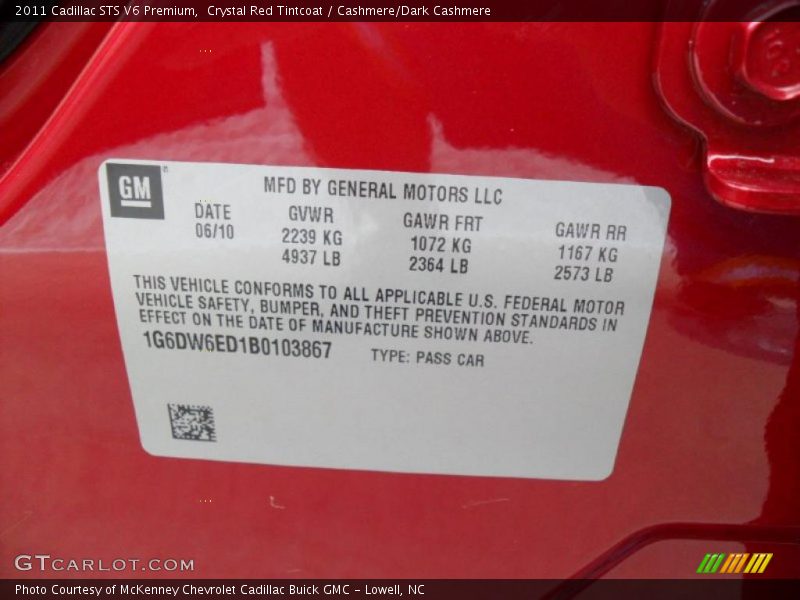 2011 Cadillac STS V6 Premium,  Crystal Red Tintcoat / Cashmere/Dark Cashmere
GM
MFD BY GENERAL MOTORS LLC
DATE GVWR GAWR FRT GAWR RR
06/10 2239 KG 1072 KG 1167 KG
4937 LB 2364 LB 2573 LB
THIS VEHICLE CONFORMS TO ALL APPLICABLE U.S. FEDERAL MOTOR
VEHICLE SAFETY, BUMPER, AND THEFT PREVENTION STANDARDS IN
EFFECT ON THE DATE OF MANUFACTURE SHOWN ABOVE.
1G6DW6ED1B0103867 TYPE: PASS CAR
GTCARLOT.COM
Photo Courtesy of McKenney Chevrolet Cadillac Buick GMC - Lowell, NC